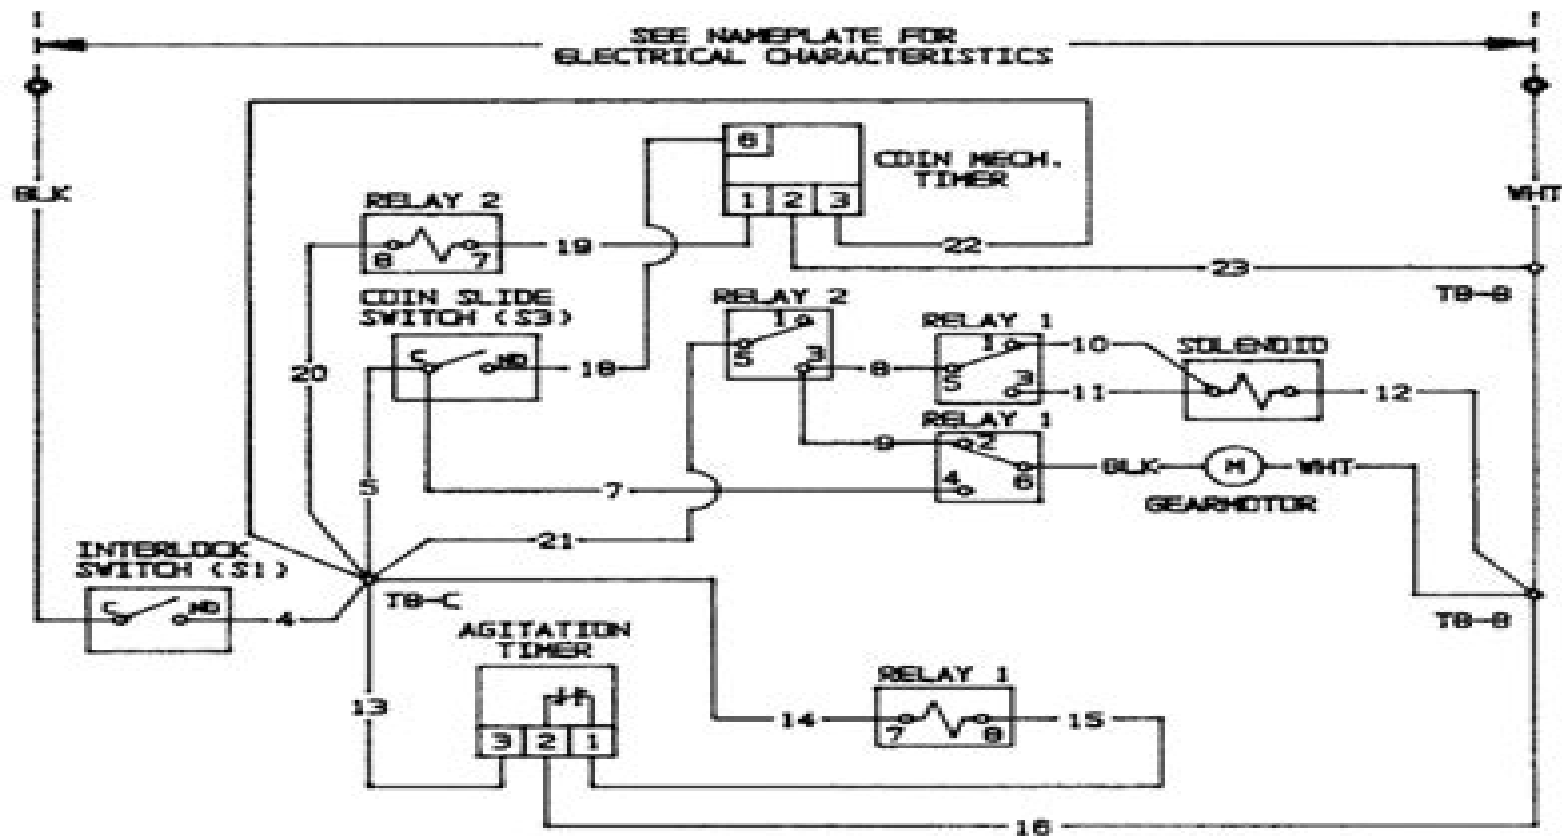 SEE NAMEPLATE FOR
ELECTRICAL CHARACTERISTICS
BLK
WHT
6
COIN MECH.
TIMER
1 2 3
RELAY 2
8 7
19
22
23
TB-B
COIN SLIDE
SWITCH (S3)
C NO
18
RELAY 2
1
5 3
8
RELAY 1
1
5 3
10
11
SOLENOID
12
20
RELAY 1
2
4 6
9
BLK
M
WHT
GEARMOTOR
5
7
21
INTERLOCK
SWITCH (S1)
C NO
4
TB-C
TB-B
AGITATION
TIMER
3 2 1
13
14
RELAY 1
7 8
15
16